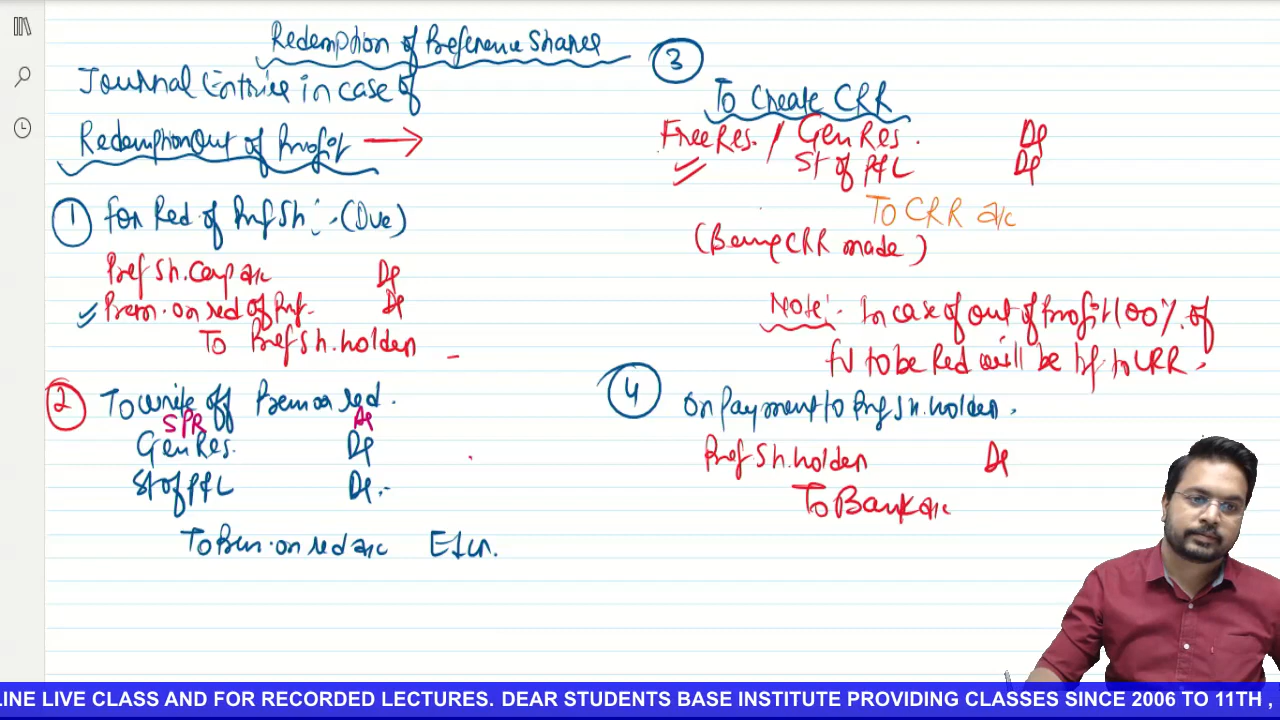 Redemption of Preference Shares
Journal Entries in case of
Redemption Out of Profit →
1 for Red of Pref Sh :- (Due)
Pref Sh. Cap a/c Dr
Prem. on red of Prf. Dr
To Pref Sh. holders
2 To write off Prem on red.
SPR Dr
Gen Res. Dr
St of P&L Dr.
To Prem. on red a/c
3
To Create CRR
Free Res. / Gen Res. Dr
St of P&L Dr
To CRR a/c
(Being CRR made)
Note:- In case of out of Profit 100% of
fv to be Red will be tf to CRR.
4 On Payment to Pref Sh. holders.
Pref Sh. holders Dr
To Bank a/c
LINE LIVE CLASS AND FOR RECORDED LECTURES. DEAR STUDENTS BASE INSTITUTE PROVIDING CLASSES SINCE 2006 TO 11TH ,